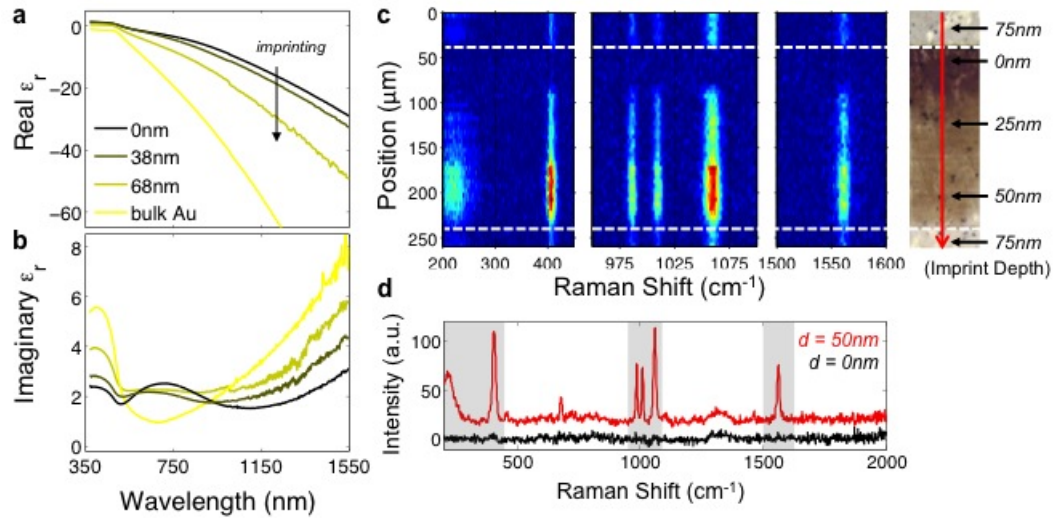 a
Real εr
0
−20
−40
−60
imprinting
0nm
38nm
68nm
bulk Au
b
Imaginary εr
8
6
4
2
0
350 750 1150 1550
Wavelength (nm)
c
Position (µm)
0
50
100
150
200
250
200 300 400 975 1025 1075 1500 1550 1600
Raman Shift (cm-1)
75nm
0nm
25nm
50nm
75nm
(Imprint Depth)
d
Intensity (a.u.)
100
50
0
d = 50nm
d = 0nm
500 1000 1500 2000
Raman Shift (cm-1)